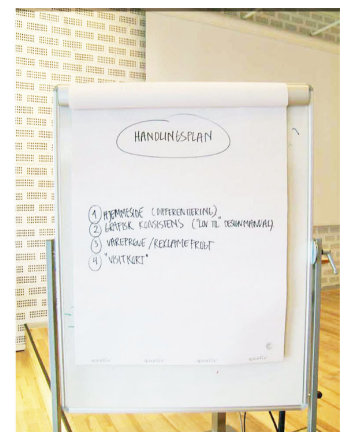 HANDLINGSPLAN
1 HJEMMESIDE (DIFFERENTIERING)
2 GRAFISK KONSISTENS ("LOV TIL DESIGNMANUAL)
3 VAREPRØVE / REKLAMEFRUGT
4 "VISITKORT"